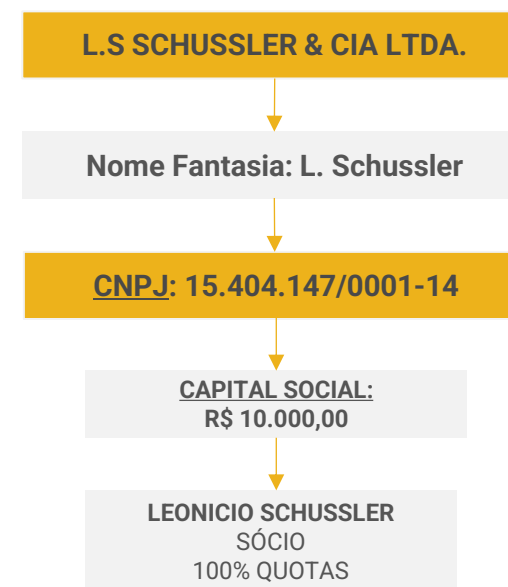 L.S SCHUSSLER & CIA LTDA.
Nome Fantasia: L. Schussler
CNPJ: 15.404.147/0001-14
CAPITAL SOCIAL:
R$ 10.000,00
LEONICIO SCHUSSLER
SÓCIO
100% QUOTAS